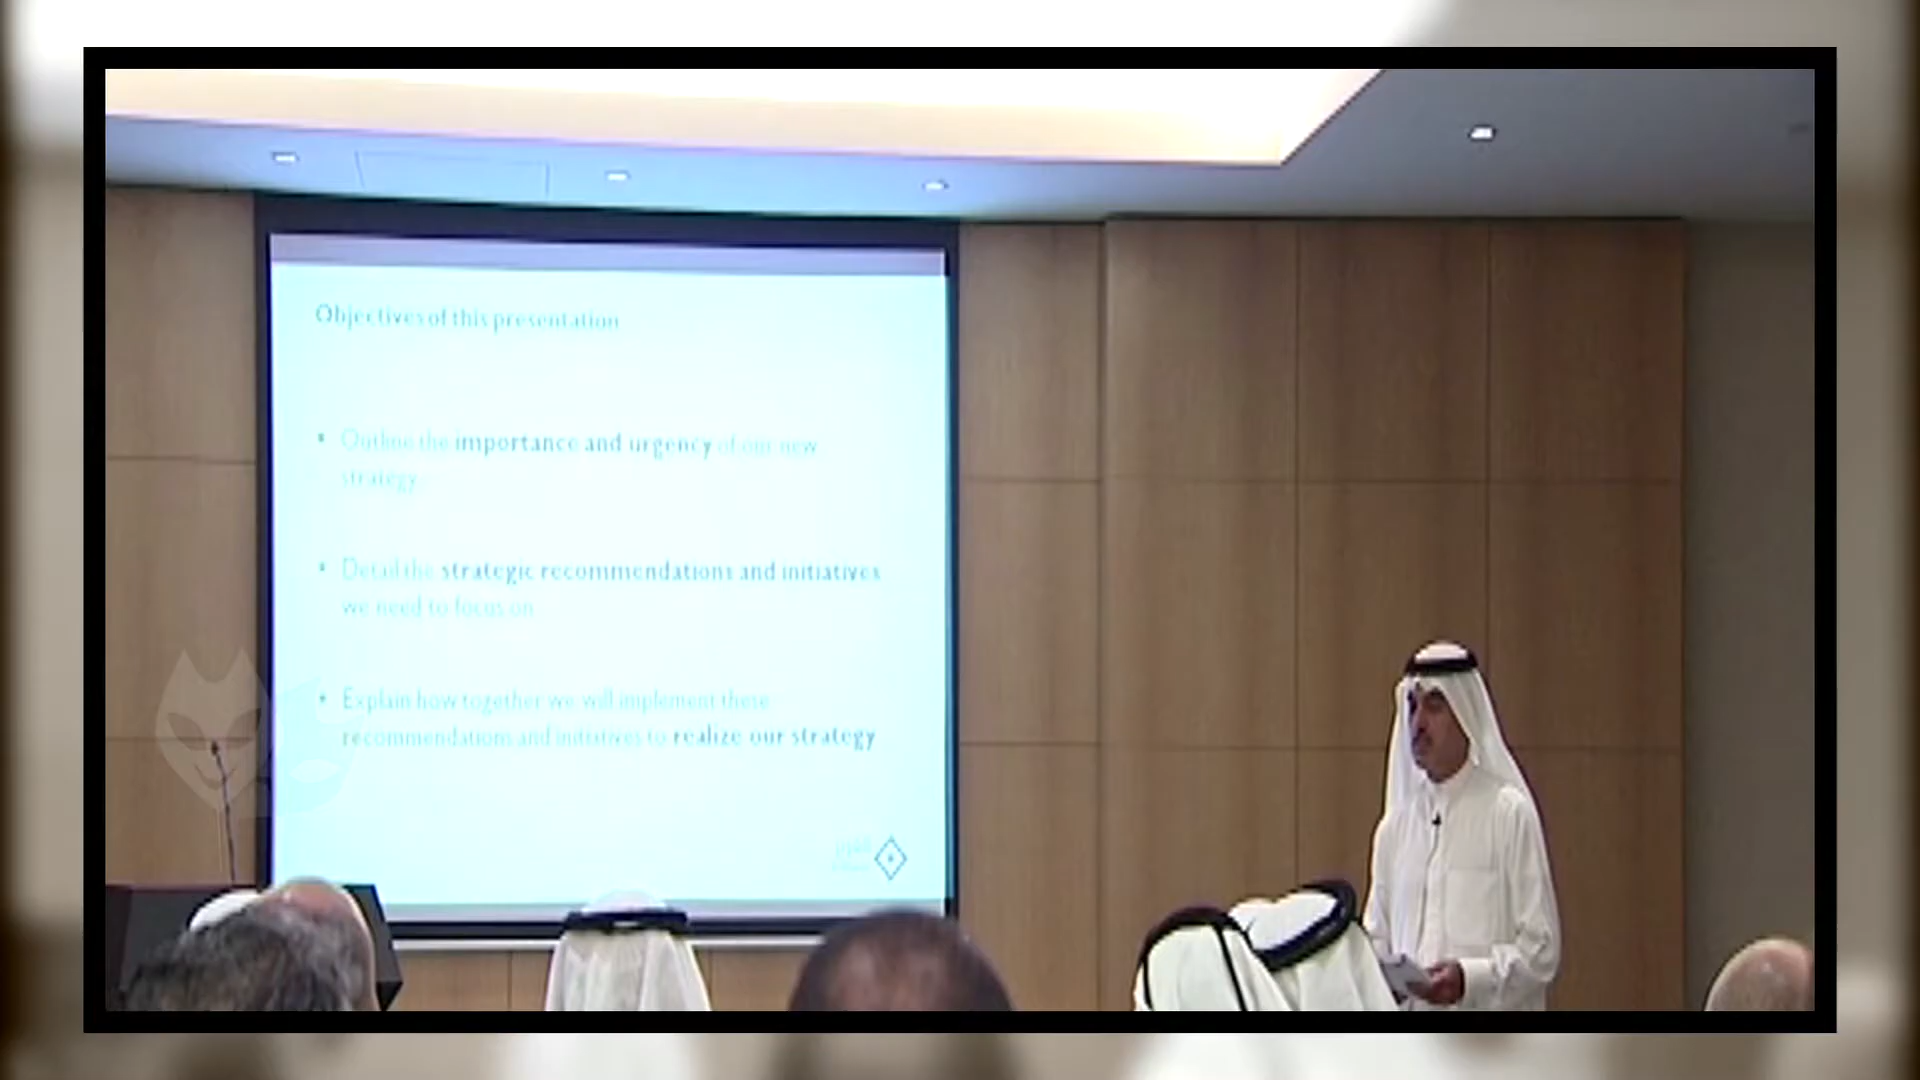 Objectives of this presentation
• Outline the importance and urgency of our new
strategy
• Detail the strategic recommendations and initiatives
we need to focus on
• Explain how together we will implement these
recommendations and initiatives to realize our strategy